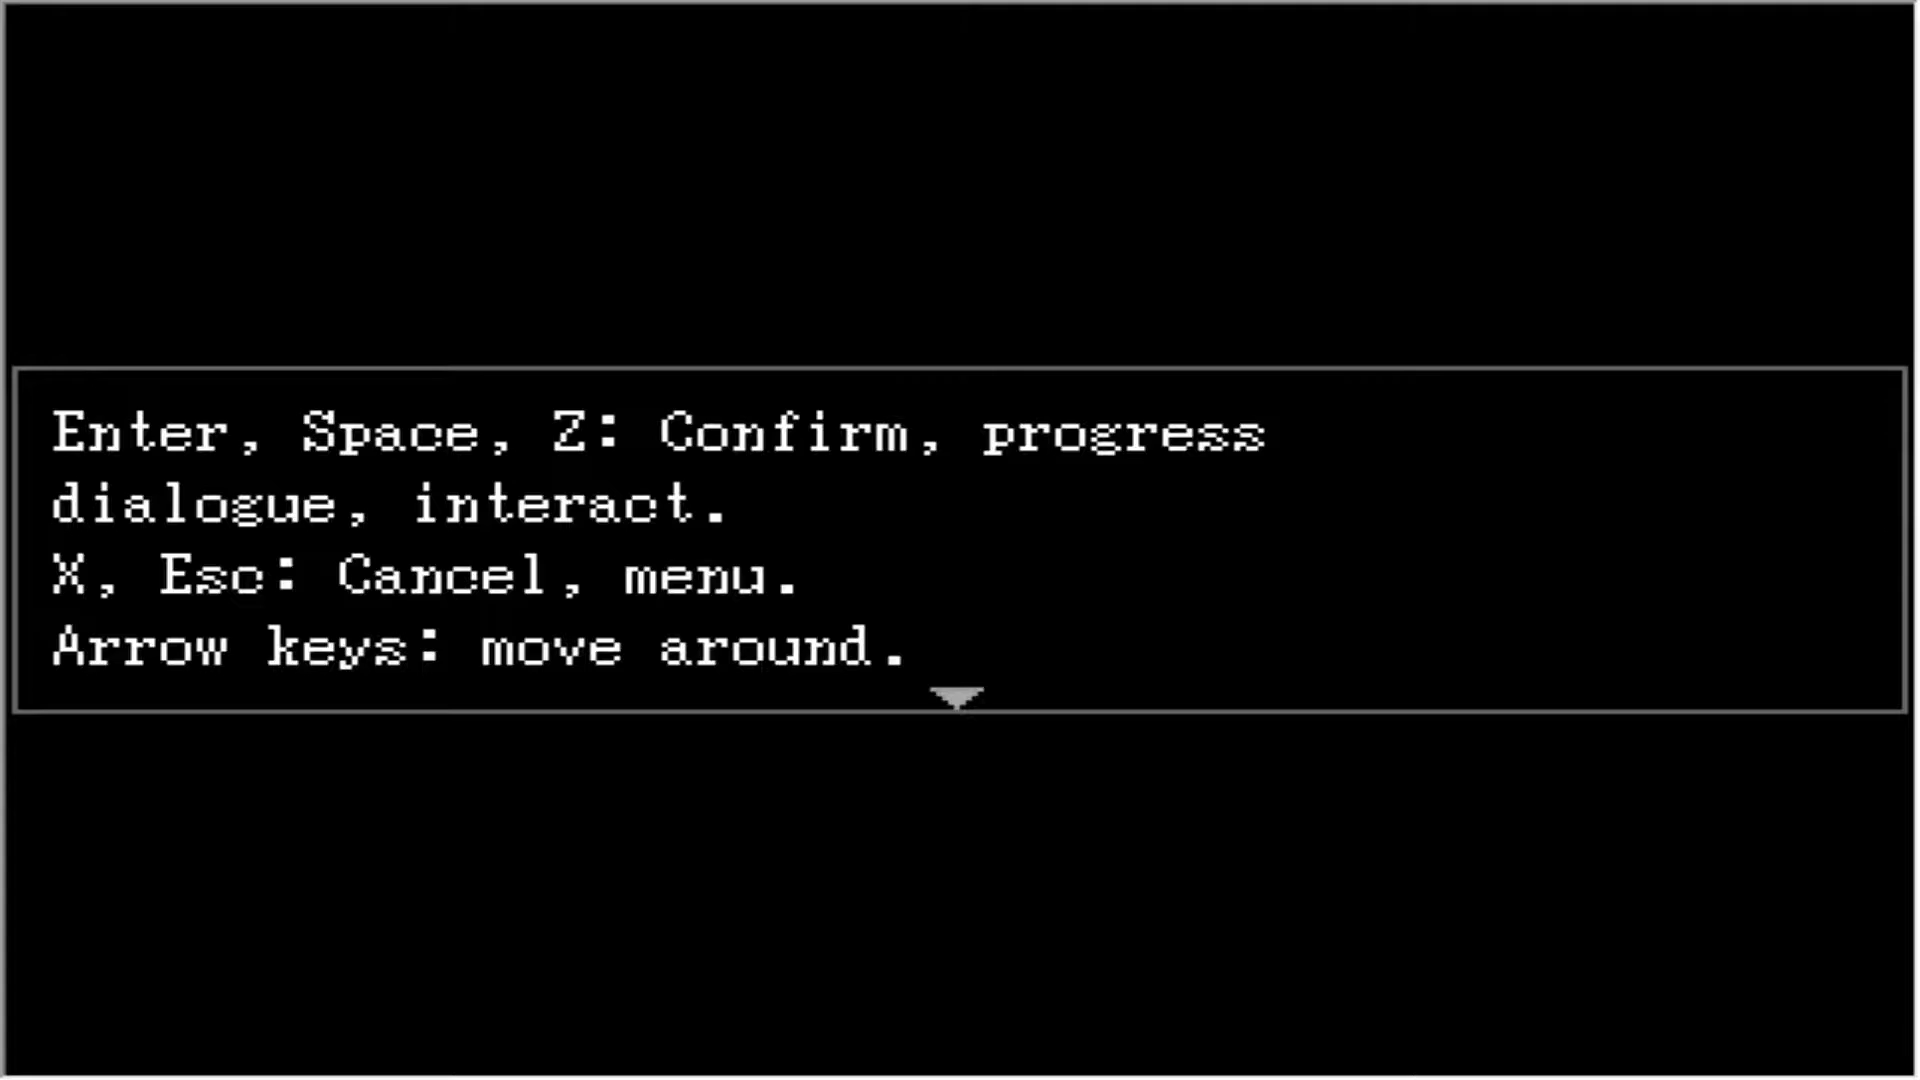 Enter, Space, Z: Confirm, progress
dialogue, interact.
X, Esc: Cancel, menu.
Arrow keys: move around.